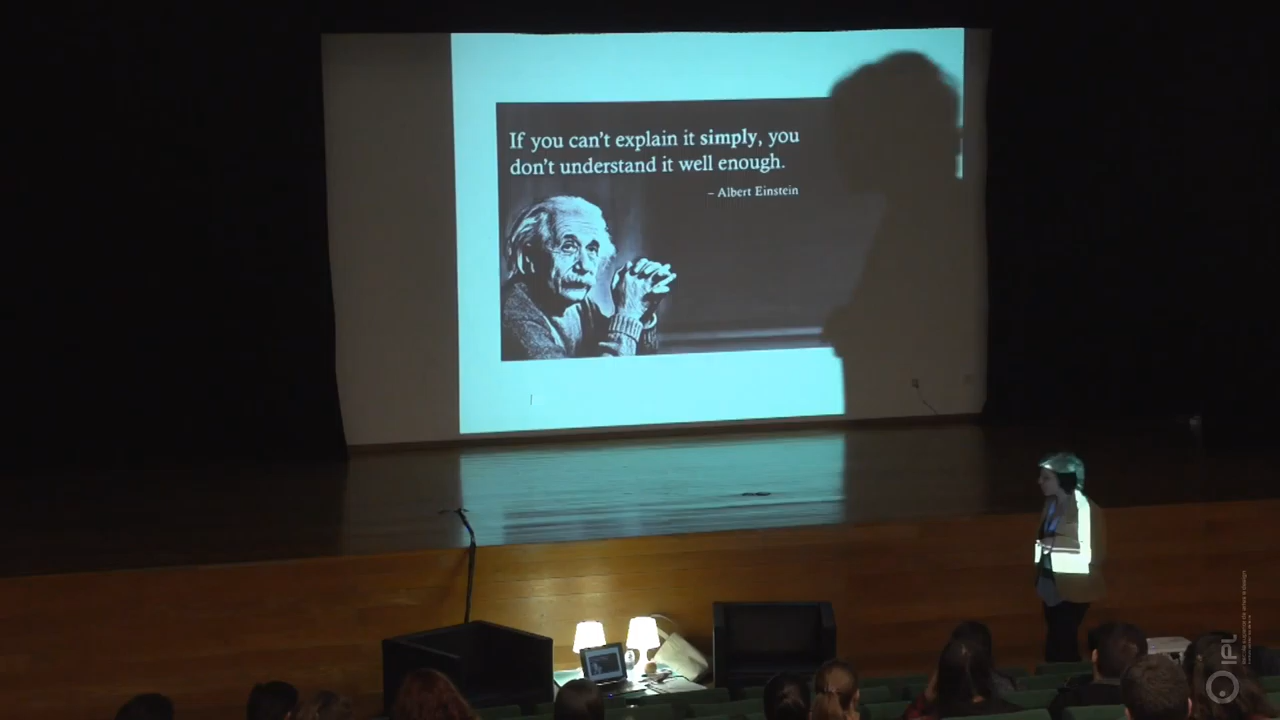 If you can't explain it simply, you
don't understand it well enough.
– Albert Einstein
IPL